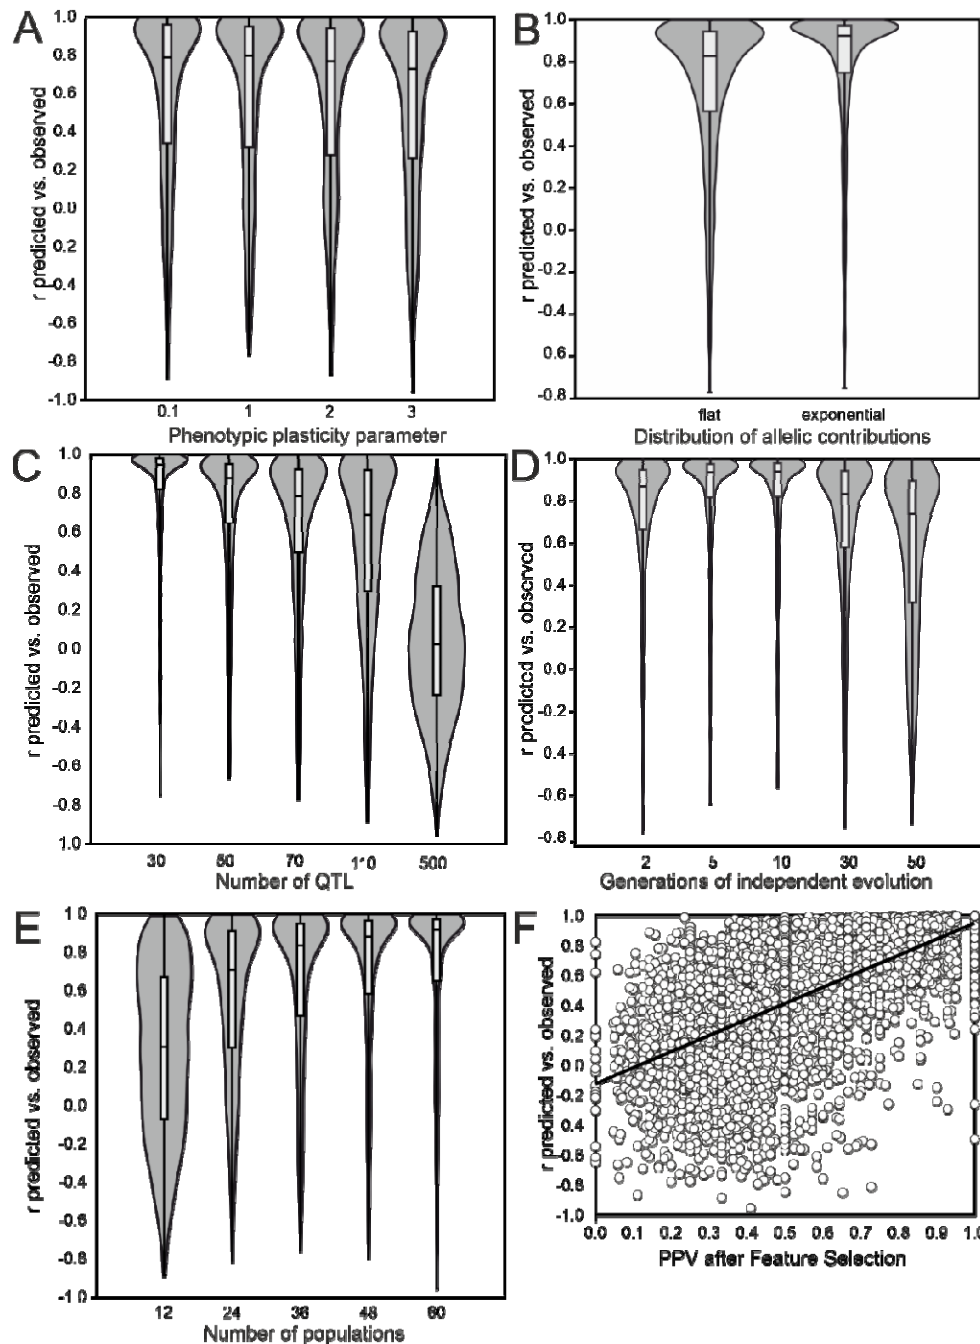 A
1.0
0.8
0.6
0.4
0.2
0.0
0.2
-0.4
-0.6
-0.8
-1.0
r predicted vs. observed
0.1 1 2 3
Phenotypic plasticity parameter
B
1.0
0.8
0.6
0.4
0.2
0.0
-0.2
-0.4
0.6
-0.8
r predicted vs. observed
flat exponential
Distribution of allelic contributions
C
1.0
0.8
0.6
0.4
0.2
0.0
-0.2
-0.4
-0.6
-0.8
1.0
r predicted vs. observed
30 50 70 110 500
Number of QTL
D
1.0
0.8
0.6
0.4
0.2
0.0
-0.2
-0.4
-0.6
-0.8
r predicted vs. observed
2 5 10 30 50
Generations of independent evolution
E
1.0
0.8
0.6
0.4
0.2
0.0
-0.2
-0.4
-0.6
-0.8
-1.0
r predicted vs. observed
12 24 36 48 60
Number of populations
F
1.0
0.8
0.6
0.4
0.2
0.0
-0.2
0.4
-0.6
-0.8
-1.0
r predicted vs. observed
0.0 0.1 0.2 0.3 0.4 0.5 0.6 0.7 0.8 0.9 1.0
PPV after Feature Selection